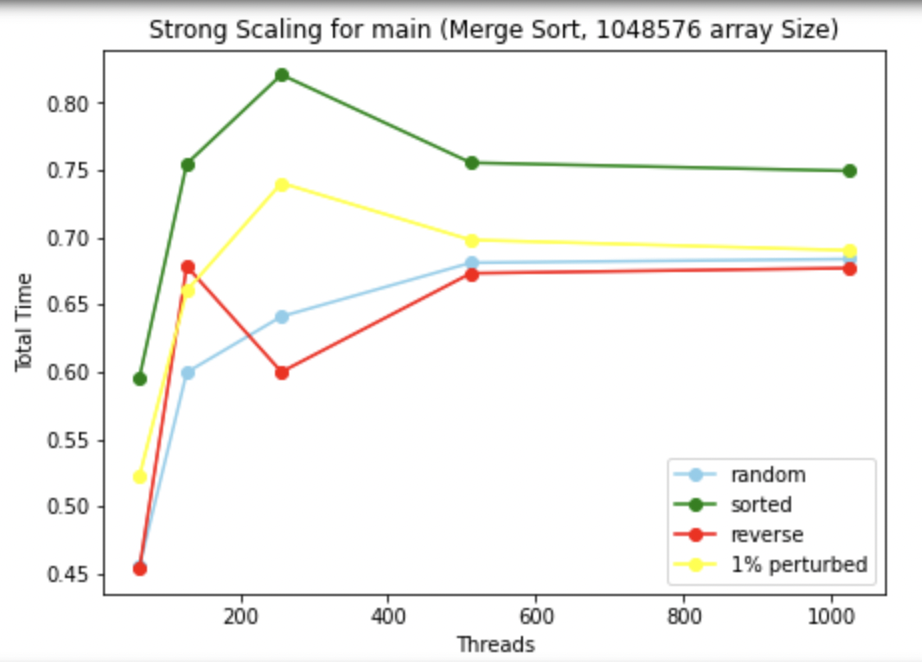 Strong Scaling for main (Merge Sort, 1048576 array Size)
0.80
0.75
0.70
0.65
0.60
0.55
0.50
0.45
Total Time
200 400 600 800 1000
Threads
random
sorted
reverse
1% perturbed